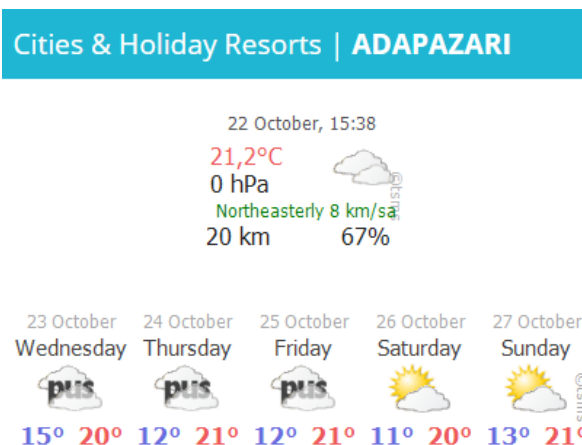 Cities & Holiday Resorts | ADAPAZARI
22 October, 15:38
21,2°C
0 hPa
©tsms
Northeasterly 8 km/sa
20 km 67%
23 October 24 October 25 October 26 October 27 October
Wednesday Thursday Friday Saturday Sunday
pus pus pus
©tsms
15° 20° 12° 21° 12° 21° 11° 20° 13° 21°